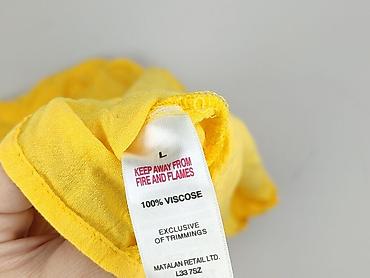 L
KEEP AWAY FROM
FIRE AND FLAMES
100% VISCOSE
EXCLUSIVE
OF TRIMMINGS
MATALAN RETAIL LTD.
L33 7SZ